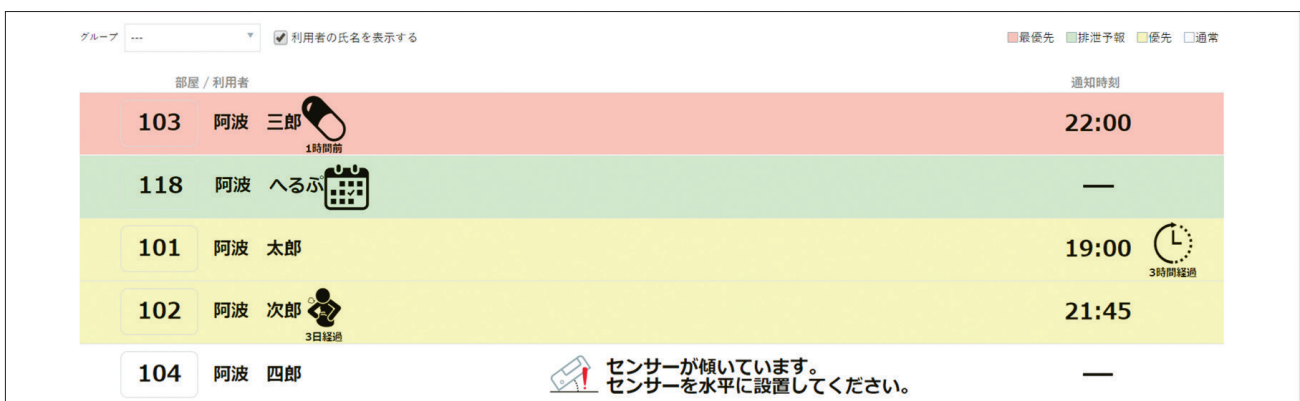 グループ --- 利用者の氏名を表示する 最優先 排泄予報 優先 通常
部屋 / 利用者 通知時刻
103 阿波 三郎 22:00
1時間前
118 阿波 へるぷ —
101 阿波 太郎 19:00
3時間経過
102 阿波 次郎 21:45
3日経過
104 阿波 四郎 センサーが傾いています。 —
センサーを水平に設置してください。